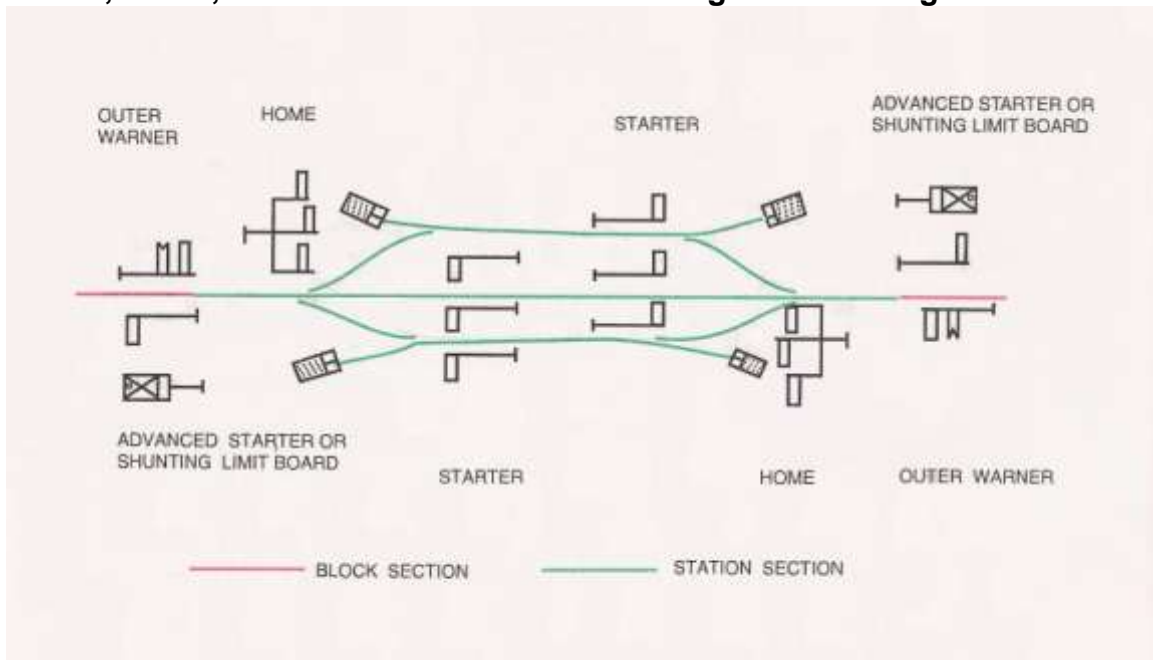 OUTER
WARNER
HOME
STARTER
ADVANCED STARTER OR
SHUNTING LIMIT BOARD
ADVANCED STARTER OR
SHUNTING LIMIT BOARD
STARTER
HOME
OUTER WARNER
BLOCK SECTION
STATION SECTION